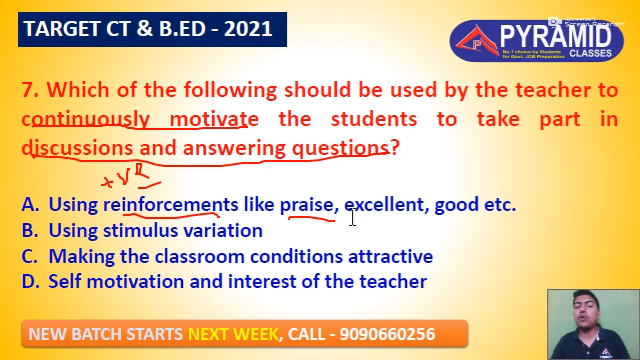 TARGET CT & B.ED - 2021
PYRAMID
CLASSES
7. Which of the following should be used by the teacher to
continuously motivate the students to take part in
discussions and answering questions?
+VR
A. Using reinforcements like praise, excellent, good etc.
B. Using stimulus variation
C. Making the classroom conditions attractive
D. Self motivation and interest of the teacher
NEW BATCH STARTS NEXT WEEK, CALL - 9090660256